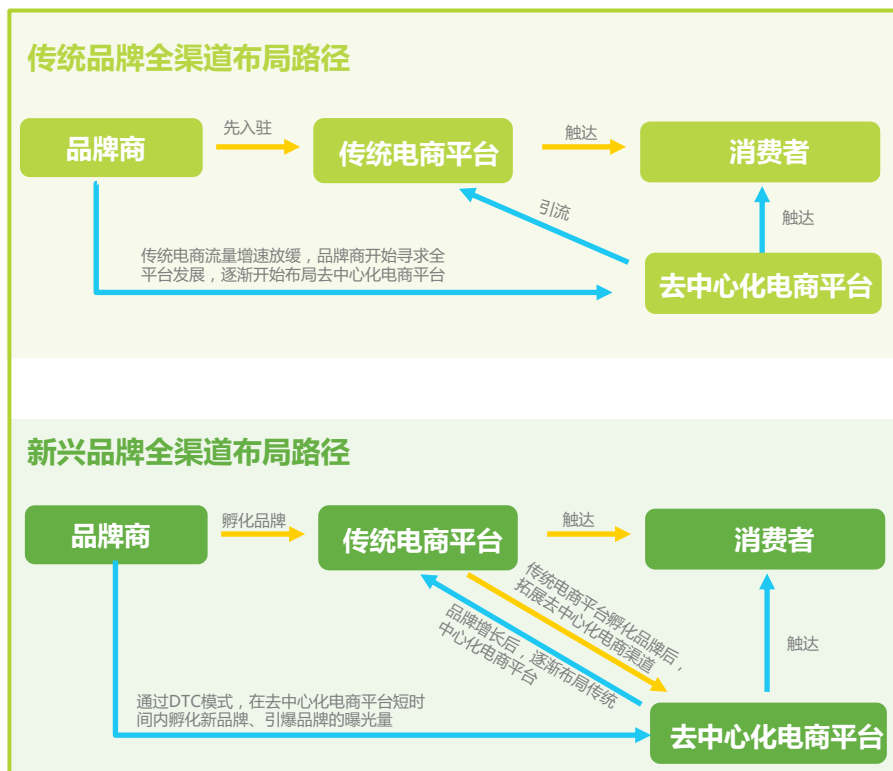 传统品牌全渠道布局路径
品牌商
先入驻
传统电商平台
触达
消费者
引流
触达
传统电商流量增速放缓，品牌商开始寻求全
平台发展，逐渐开始布局去中心化电商平台
去中心化电商平台
新兴品牌全渠道布局路径
品牌商
孵化品牌
传统电商平台
触达
消费者
传统电商平台孵化品牌后，
拓展去中心化电商渠道
品牌增长后，逐渐布局传统
中心化电商平台
触达
通过DTC模式，在去中心化电商平台短时
间内孵化新品牌、引爆品牌的曝光量
去中心化电商平台